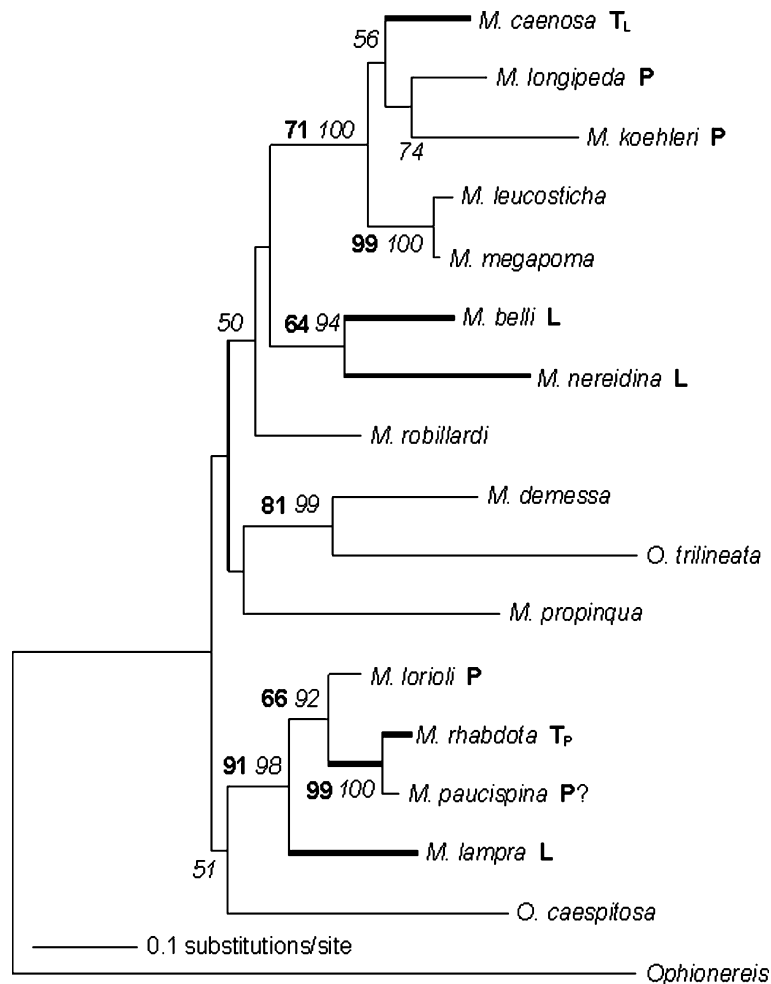 56
M. caenosa TL
M. longipeda P
M. koehleri P
74
71 100
M. leucosticha
99 100
M. megapoma
50
64 94
M. belli L
M. nereidina L
M. robillardi
81 99
M. demessa
O. trilineata
M. propinqua
66 92
M. lorioli P
M. rhabdota TP
91 98
99 100
M. paucispina P?
M. lampra L
51
O. caespitosa
0.1 substitutions/site
Ophionereis